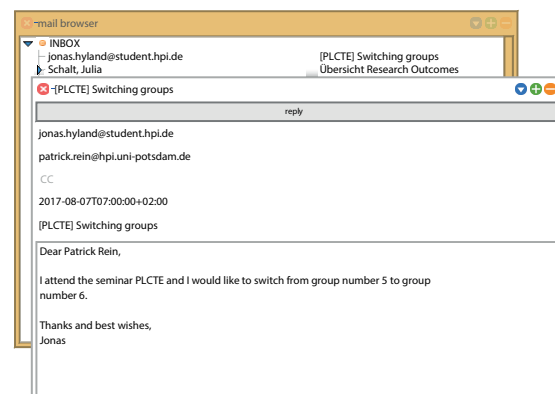 mail browser
INBOX
jonas.hyland@student.hpi.de [PLCTE] Switching groups
Schalt, Julia Übersicht Research Outcomes
[PLCTE] Switching groups
reply
jonas.hyland@student.hpi.de
patrick.rein@hpi.uni-potsdam.de
CC
2017-08-07T07:00:00+02:00
[PLCTE] Switching groups
Dear Patrick Rein,
I attend the seminar PLCTE and I would like to switch from group number 5 to group
number 6.
Thanks and best wishes,
Jonas